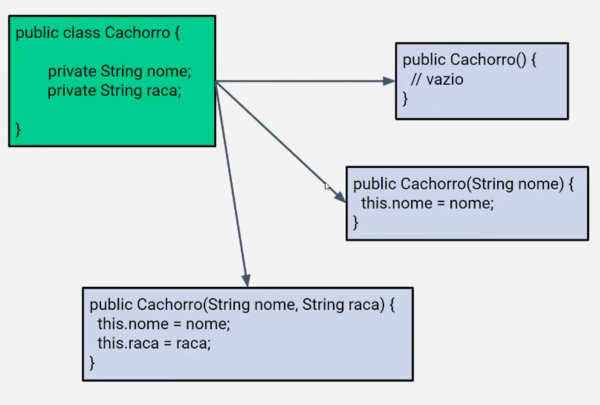 public class Cachorro {
private String nome;
private String raca;
}
public Cachorro() {
// vazio
}
public Cachorro(String nome) {
this.nome = nome;
}
public Cachorro(String nome, String raca) {
this.nome = nome;
this.raca = raca;
}